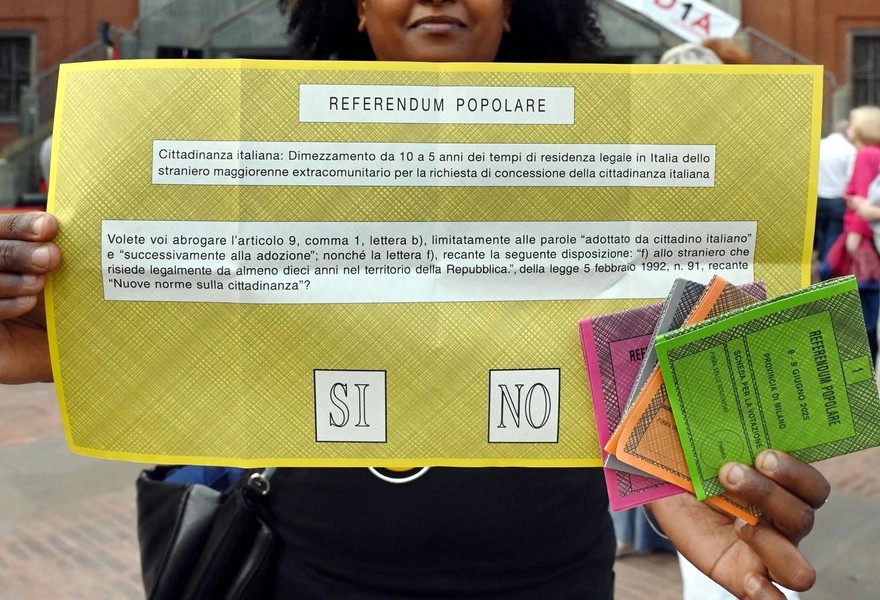 D1A
REFERENDUM POPOLARE
Cittadinanza italiana: Dimezzamento da 10 a 5 anni dei tempi di residenza legale in Italia dello
straniero maggiorenne extracomunitario per la richiesta di concessione della cittadinanza italiana
Volete voi abrogare l'articolo 9, comma 1, lettera b), limitatamente alle parole “adottato da cittadino italiano”
e “successivamente alla adozione”; nonché la lettera f), recante la seguente disposizione: “f) allo straniero che
risiede legalmente da almeno dieci anni nel territorio della Repubblica.”, della legge 5 febbraio 1992, n. 91, recante
“Nuove norme sulla cittadinanza”?
SI
NO
REF
1
REFERENDUM POPOLARE
8 - 9 GIUGNO 2025
PROVINCIA DI MILANO
SCHEDA PER LA VOTAZIONE